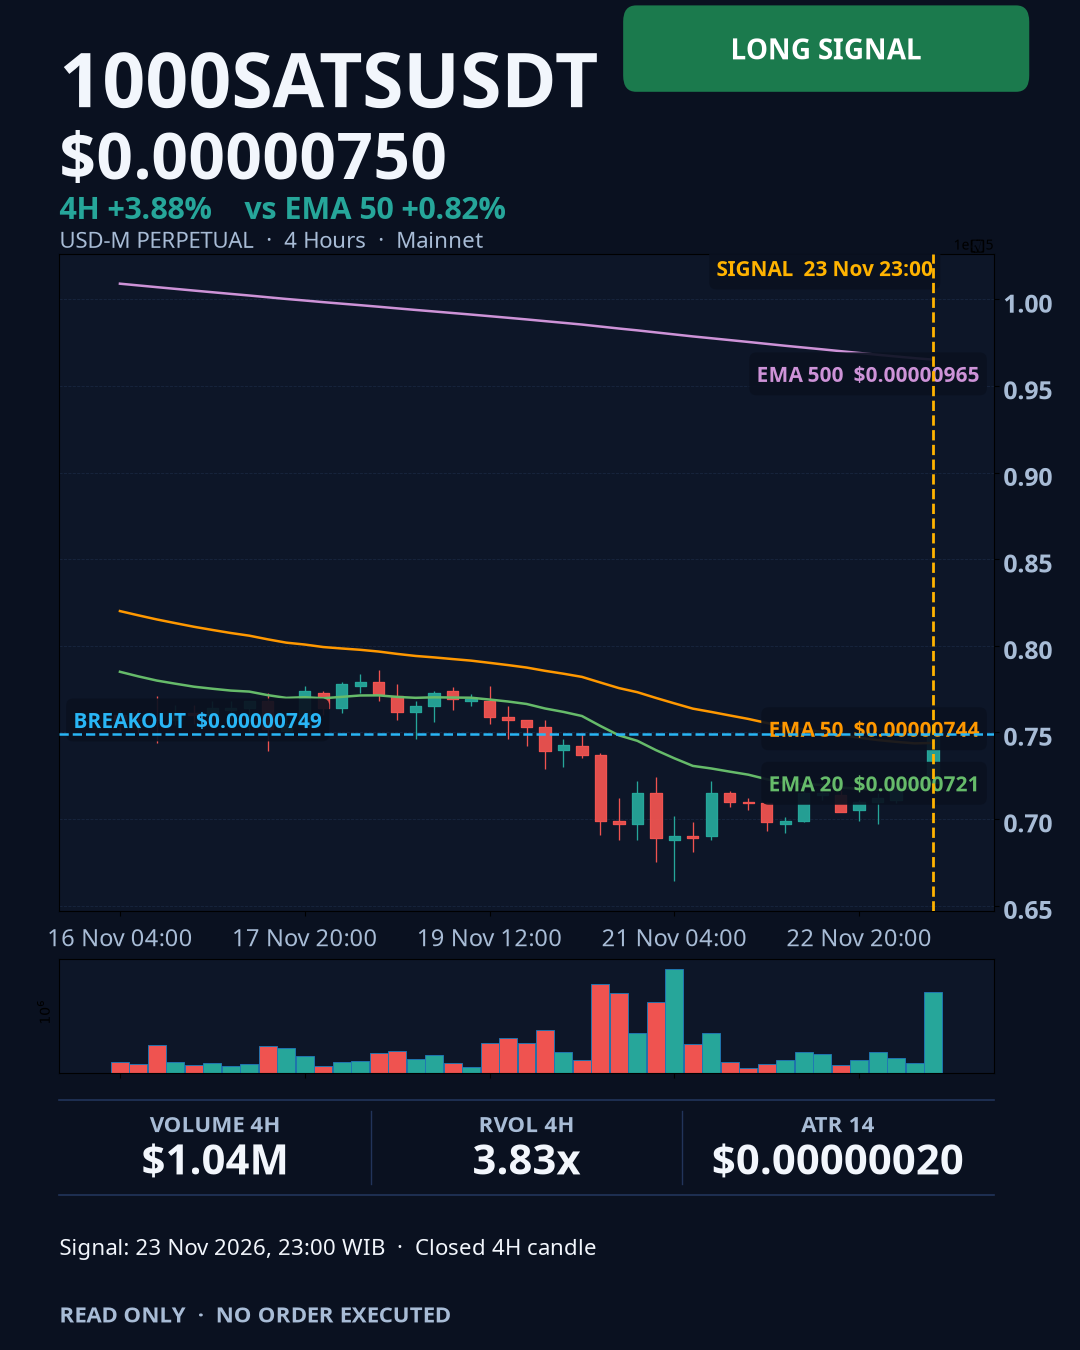 1000SATSUSDT
LONG SIGNAL
$0.00000750
4H +3.88% vs EMA 50 +0.82%
USD-M PERPETUAL · 4 Hours · Mainnet
SIGNAL 23 Nov 23:00
1.00
EMA 500 $0.00000965
0.95
0.90
0.85
0.80
BREAKOUT $0.00000749
EMA 50 $0.00000744
0.75
EMA 20 $0.00000721
0.70
0.65
16 Nov 04:00 17 Nov 20:00 19 Nov 12:00 21 Nov 04:00 22 Nov 20:00
10⁶
VOLUME 4H RVOL 4H ATR 14
$1.04M 3.83x $0.00000020
Signal: 23 Nov 2026, 23:00 WIB · Closed 4H candle
READ ONLY · NO ORDER EXECUTED